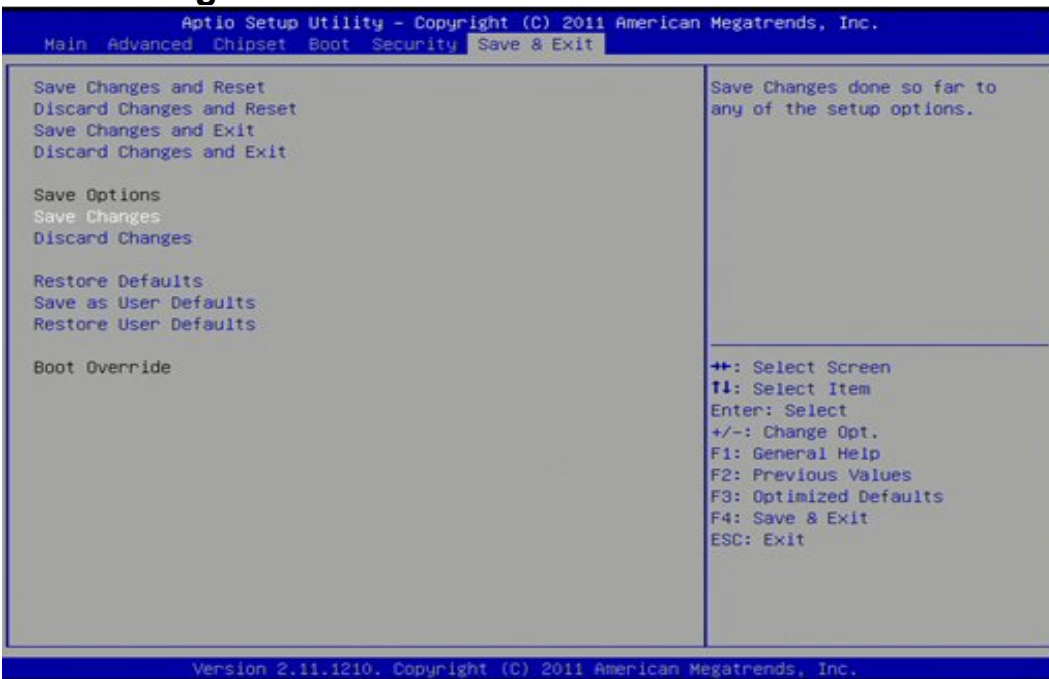 Aptio Setup Utility – Copyright (C) 2011 American Megatrends, Inc.
Main Advanced Chipset Boot Security Save & Exit
Save Changes and Reset
Discard Changes and Reset
Save Changes and Exit
Discard Changes and Exit
Save Options
Save Changes
Discard Changes
Restore Defaults
Save as User Defaults
Restore User Defaults
Boot Override
Save Changes done so far to
any of the setup options.
→←: Select Screen
↑↓: Select Item
Enter: Select
+/-: Change Opt.
F1: General Help
F2: Previous Values
F3: Optimized Defaults
F4: Save & Exit
ESC: Exit
Version 2.11.1210. Copyright (C) 2011 American Megatrends, Inc.